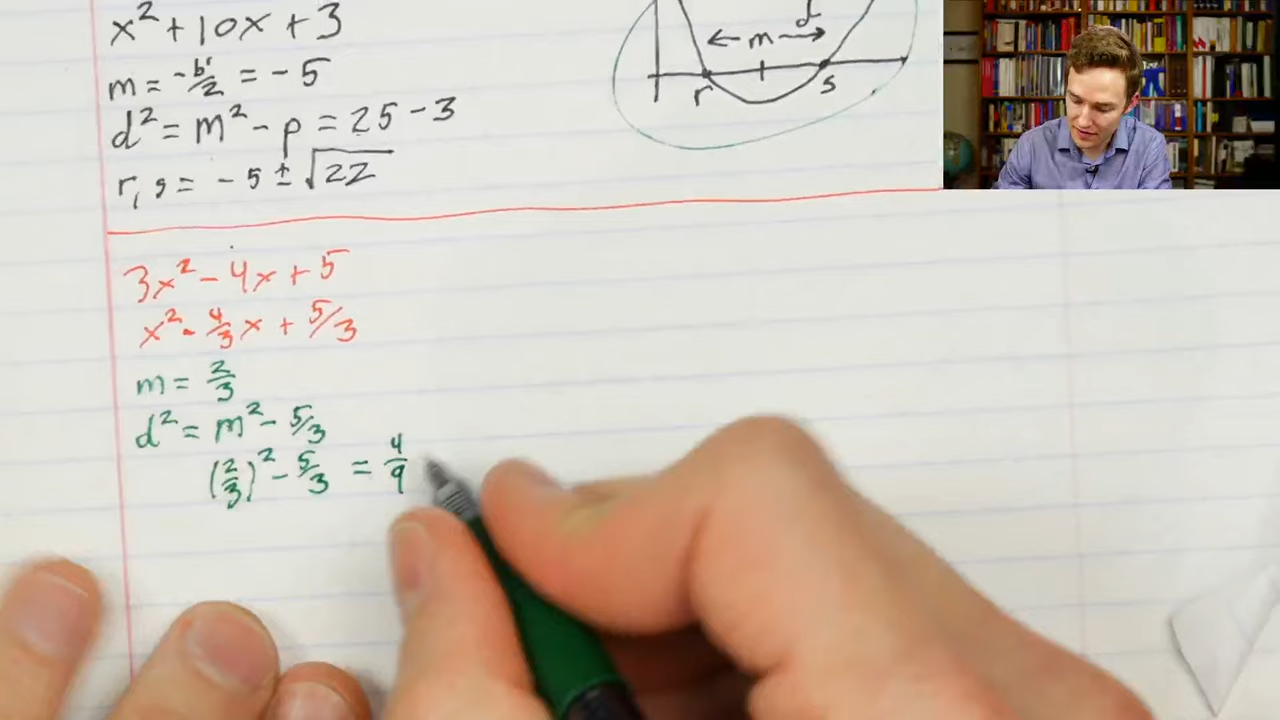 x² + 10x + 3
m = -b'/2 = -5
d² = m² - p = 25 - 3
r, s = -5 ± √22
d
← m →
r s
3x² - 4x + 5
x² - 4/3 x + 5/3
m = 2/3
d² = m² - 5/3
(2/3)² - 5/3 = 4/9